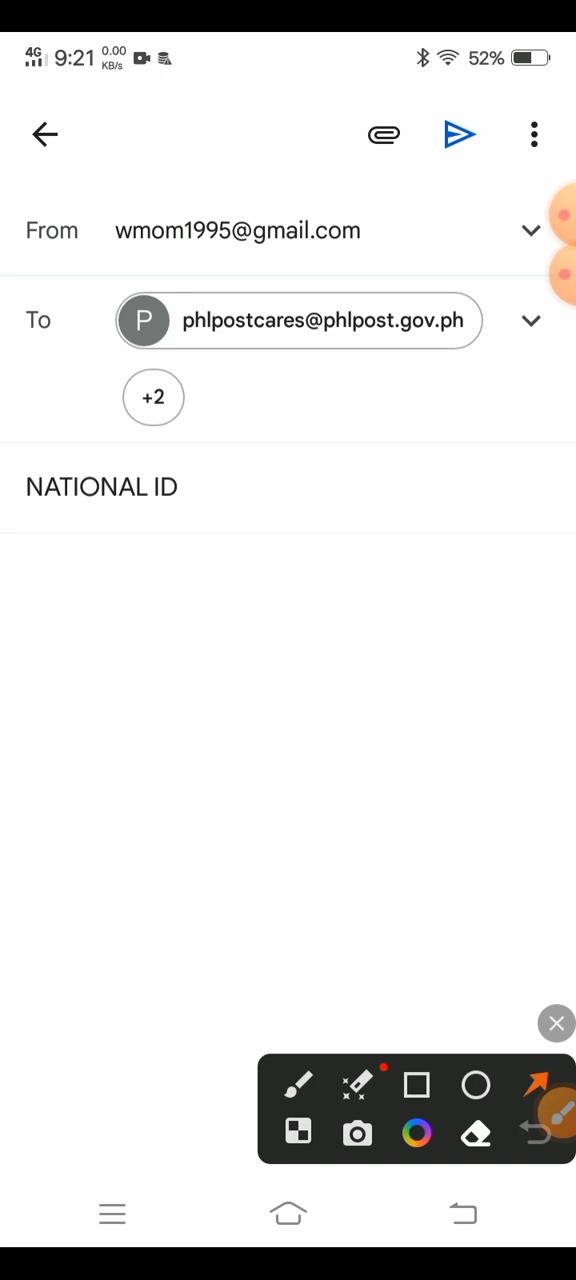 4G 9:21 0.00 KB/s 52%
From wmom1995@gmail.com
To P phlpostcares@phlpost.gov.ph
+2
NATIONAL ID